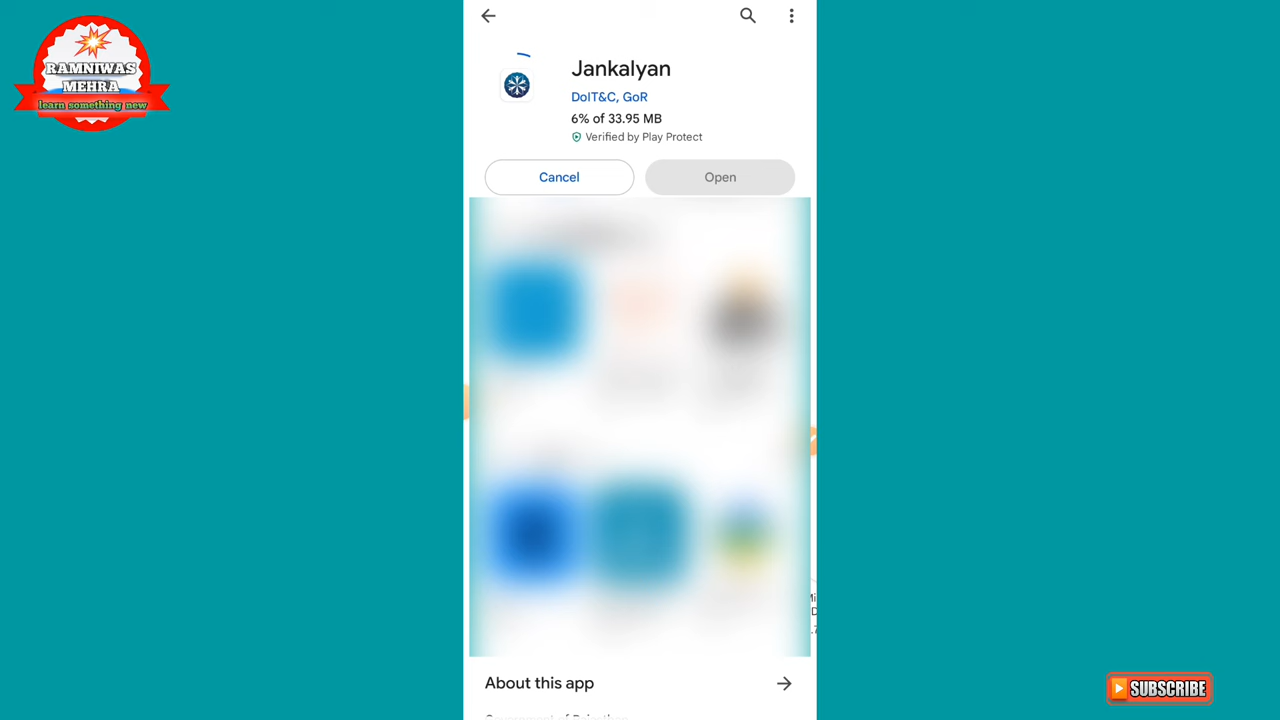 RAMNIWAS
MEHRA
learn something new
Jankalyan
DoIT&C, GoR
6% of 33.95 MB
Verified by Play Protect
Cancel
Open
About this app
SUBSCRIBE